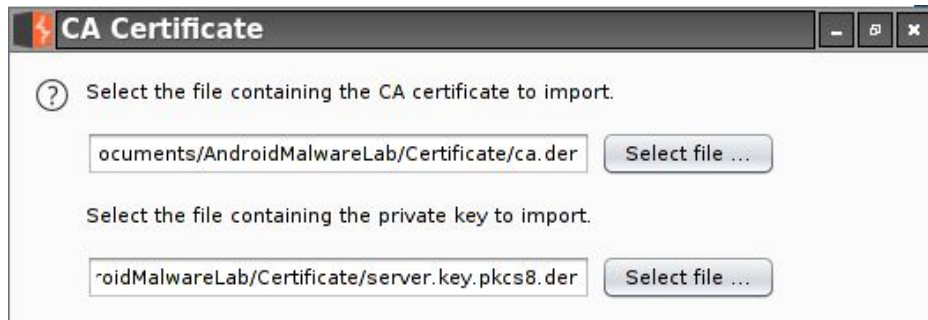 CA Certificate
Select the file containing the CA certificate to import.
ocuments/AndroidMalwareLab/Certificate/ca.der Select file ...
Select the file containing the private key to import.
roidMalwareLab/Certificate/server.key.pkcs8.der Select file ...